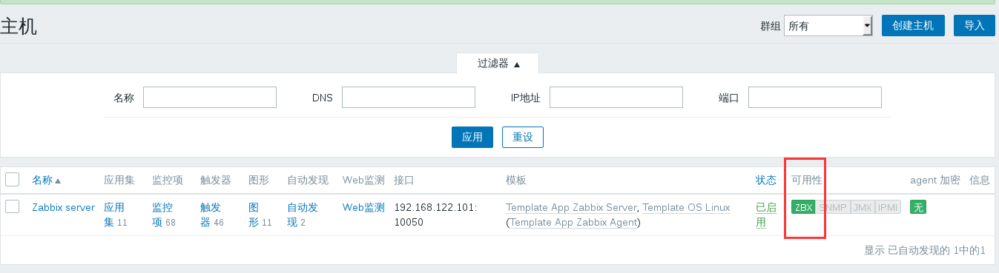 主机 群组 所有 创建主机 导入
过滤器
名称 DNS IP地址 端口
应用 重设
名称 应用集 监控项 触发器 图形 自动发现 Web监测 接口 模板 状态 可用性 agent 加密 信息
Zabbix server 应用 监控 触发 图 自动发 Web监测 192.168.122.101: Template App Zabbix Server, Template OS Linux 已启 ZBX SNMP JMX IPMI 无
集 11 项 68 器 46 形 11 现 2 10050 (Template App Zabbix Agent) 用
显示 已自动发现的 1中的1